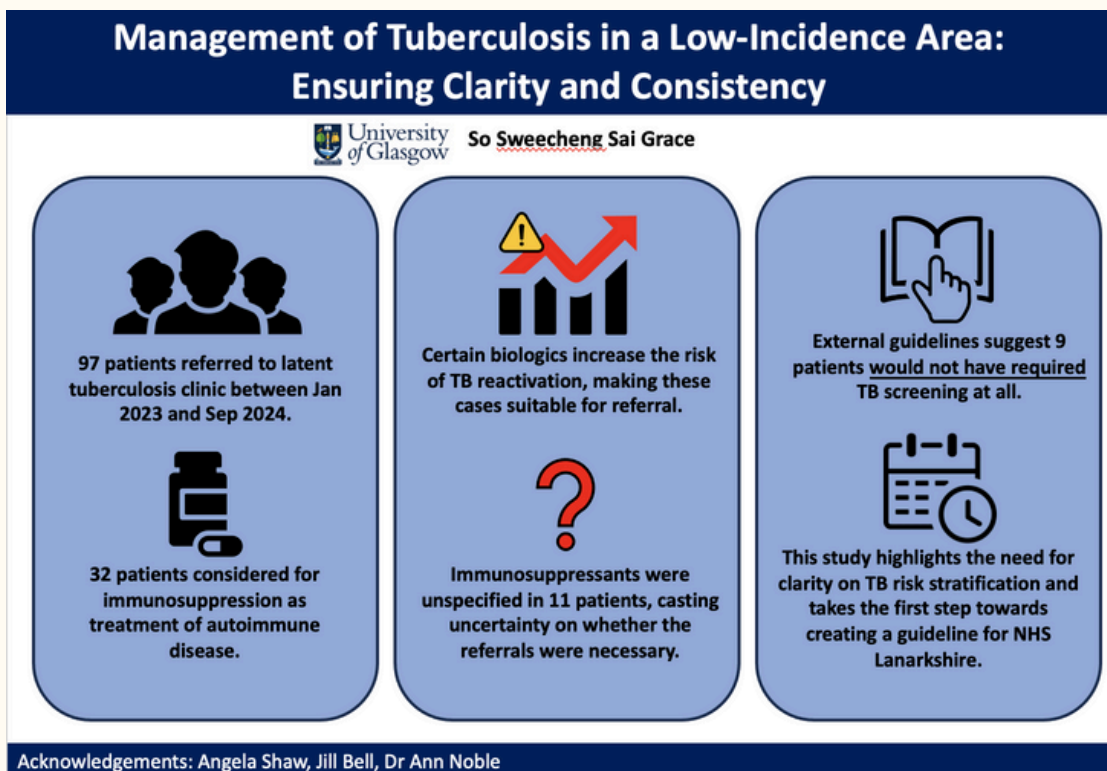 Management of Tuberculosis in a Low-Incidence Area:
Ensuring Clarity and Consistency
University
of Glasgow
So Sweecheng Sai Grace
97 patients referred to latent
tuberculosis clinic between Jan
2023 and Sep 2024.
32 patients considered for
immunosuppression as
treatment of autoimmune
disease.
!
Certain biologics increase the risk
of TB reactivation, making these
cases suitable for referral.
?
Immunosuppressants were
unspecified in 11 patients, casting
uncertainty on whether the
referrals were necessary.
External guidelines suggest 9
patients would not have required
TB screening at all.
This study highlights the need for
clarity on TB risk stratification and
takes the first step towards
creating a guideline for NHS
Lanarkshire.
Acknowledgements: Angela Shaw, Jill Bell, Dr Ann Noble